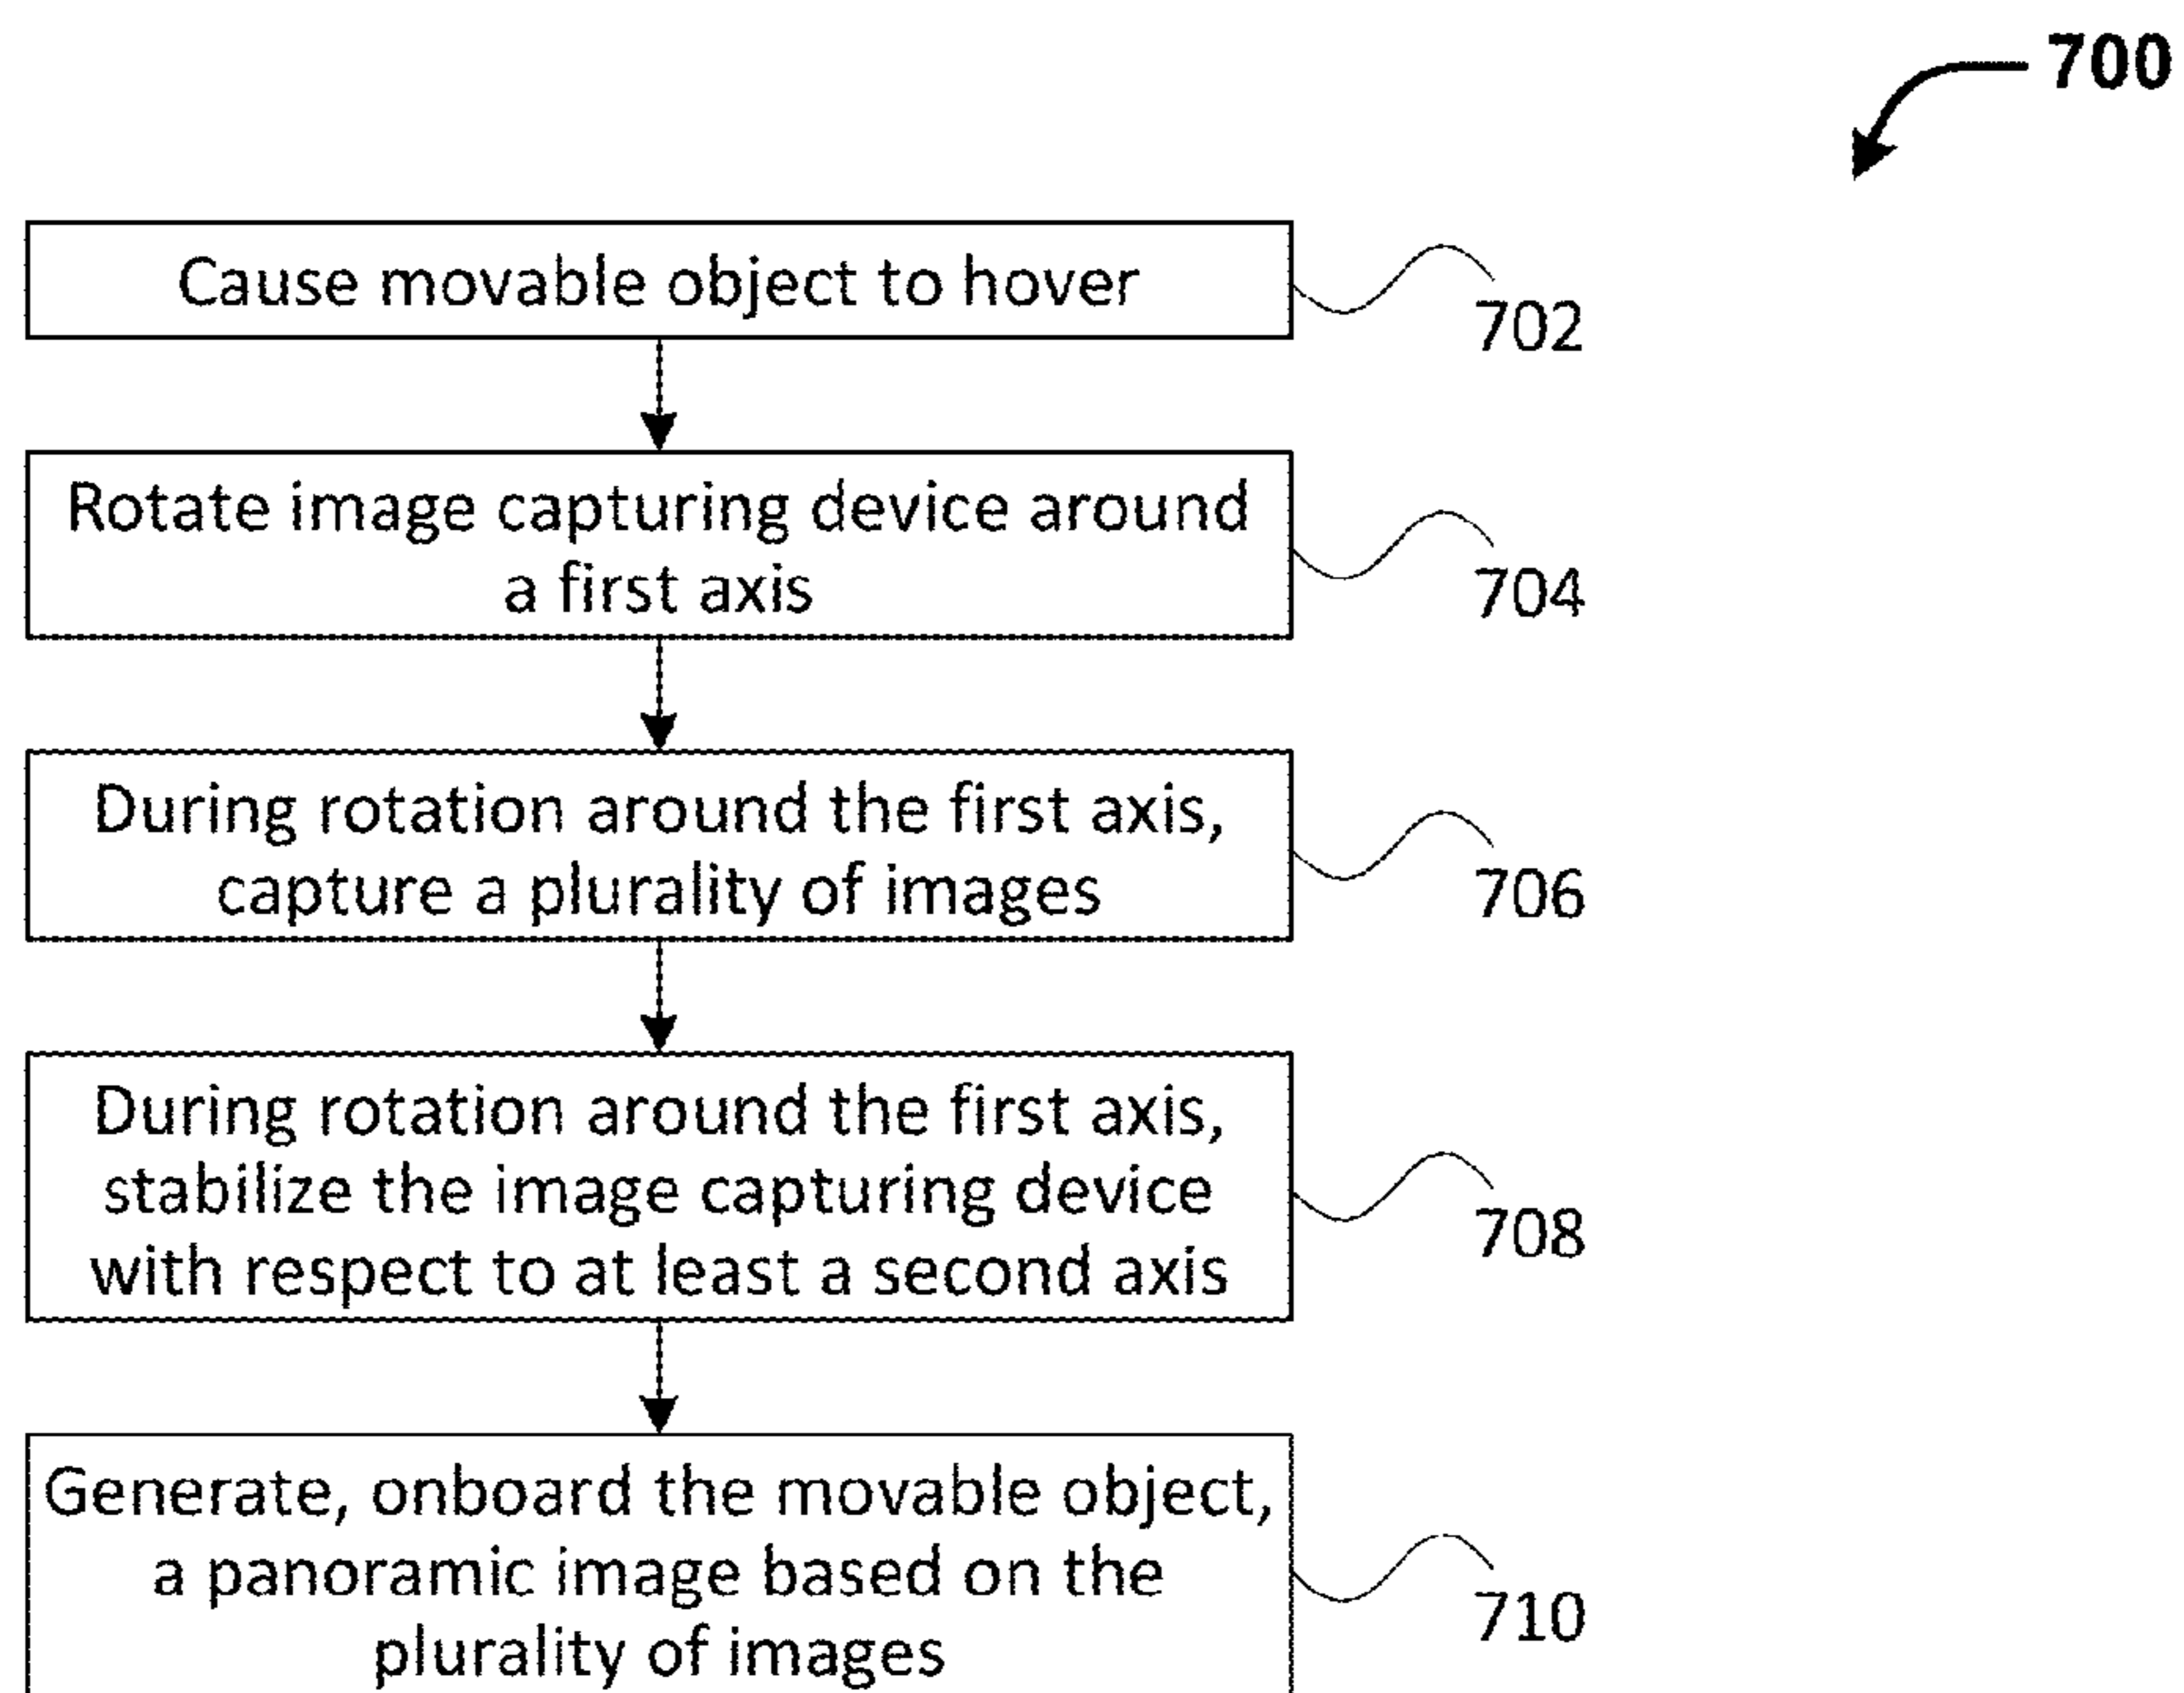 700
Cause movable object to hover
702
Rotate image capturing device around
a first axis
704
During rotation around the first axis,
capture a plurality of images
706
During rotation around the first axis,
stabilize the image capturing device
with respect to at least a second axis
708
Generate, onboard the movable object,
a panoramic image based on the
plurality of images
710